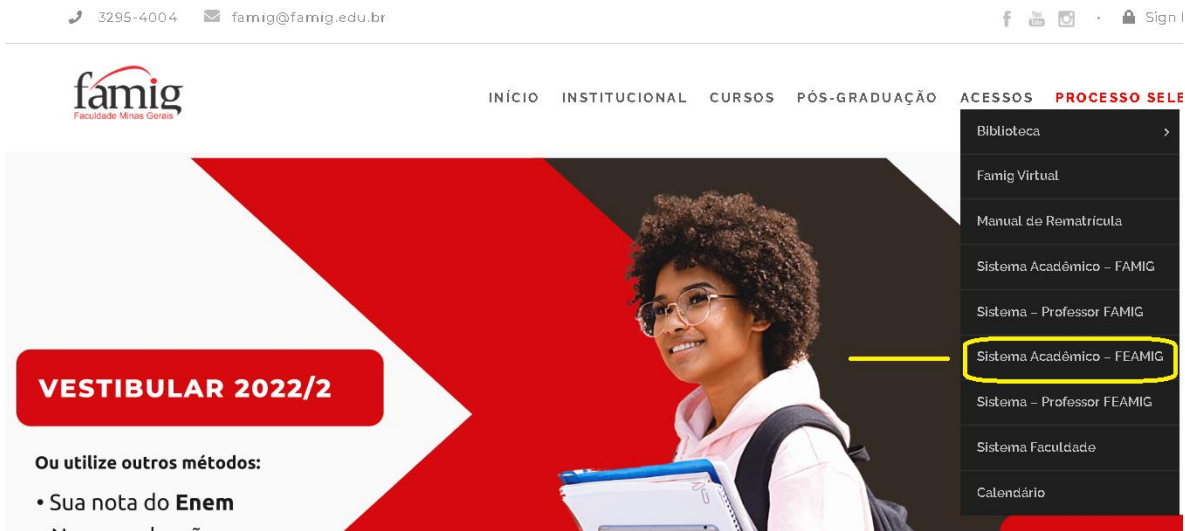 3295-4004 famig@famig.edu.br
Sign
famig
Faculdade Minas Gerais
INÍCIO INSTITUCIONAL CURSOS PÓS-GRADUAÇÃO ACESSOS PROCESSO SELE
Biblioteca
Famig Virtual
Manual de Rematrícula
Sistema Acadêmico – FAMIG
Sistema – Professor FAMIG
Sistema Acadêmico – FEAMIG
Sistema – Professor FEAMIG
Sistema Faculdade
Calendário
VESTIBULAR 2022/2
Ou utilize outros métodos:
• Sua nota do Enem